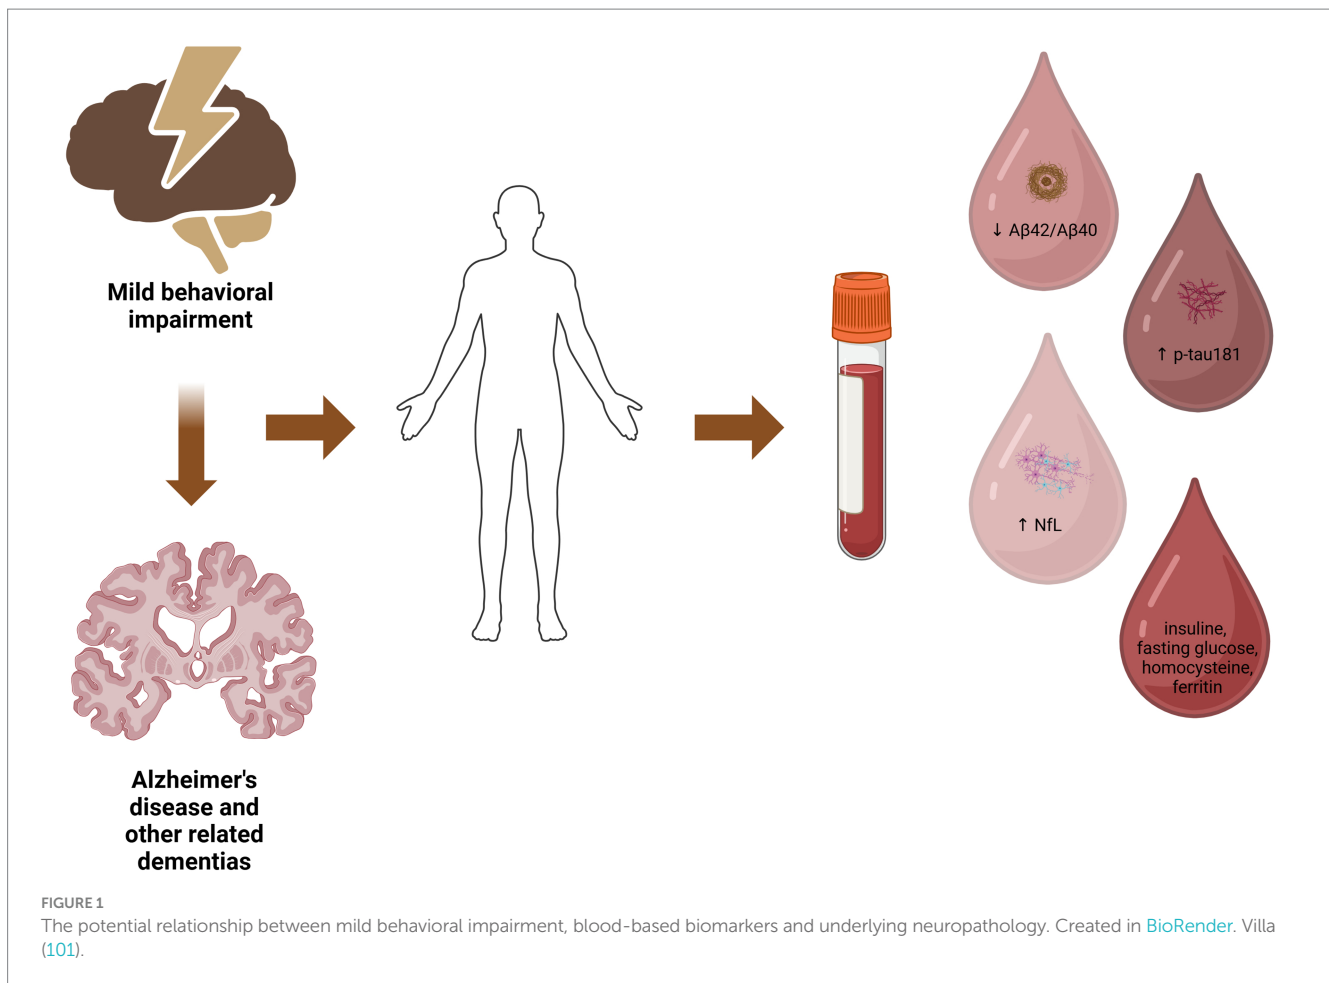 Mild behavioral
impairment
Alzheimer's
disease and
other related
dementias
↓ Aβ42/Aβ40
↑ p-tau181
↑ NfL
insuline,
fasting glucose,
homocysteine,
ferritin
FIGURE 1
The potential relationship between mild behavioral impairment, blood-based biomarkers and underlying neuropathology. Created in BioRender. Villa
(101).